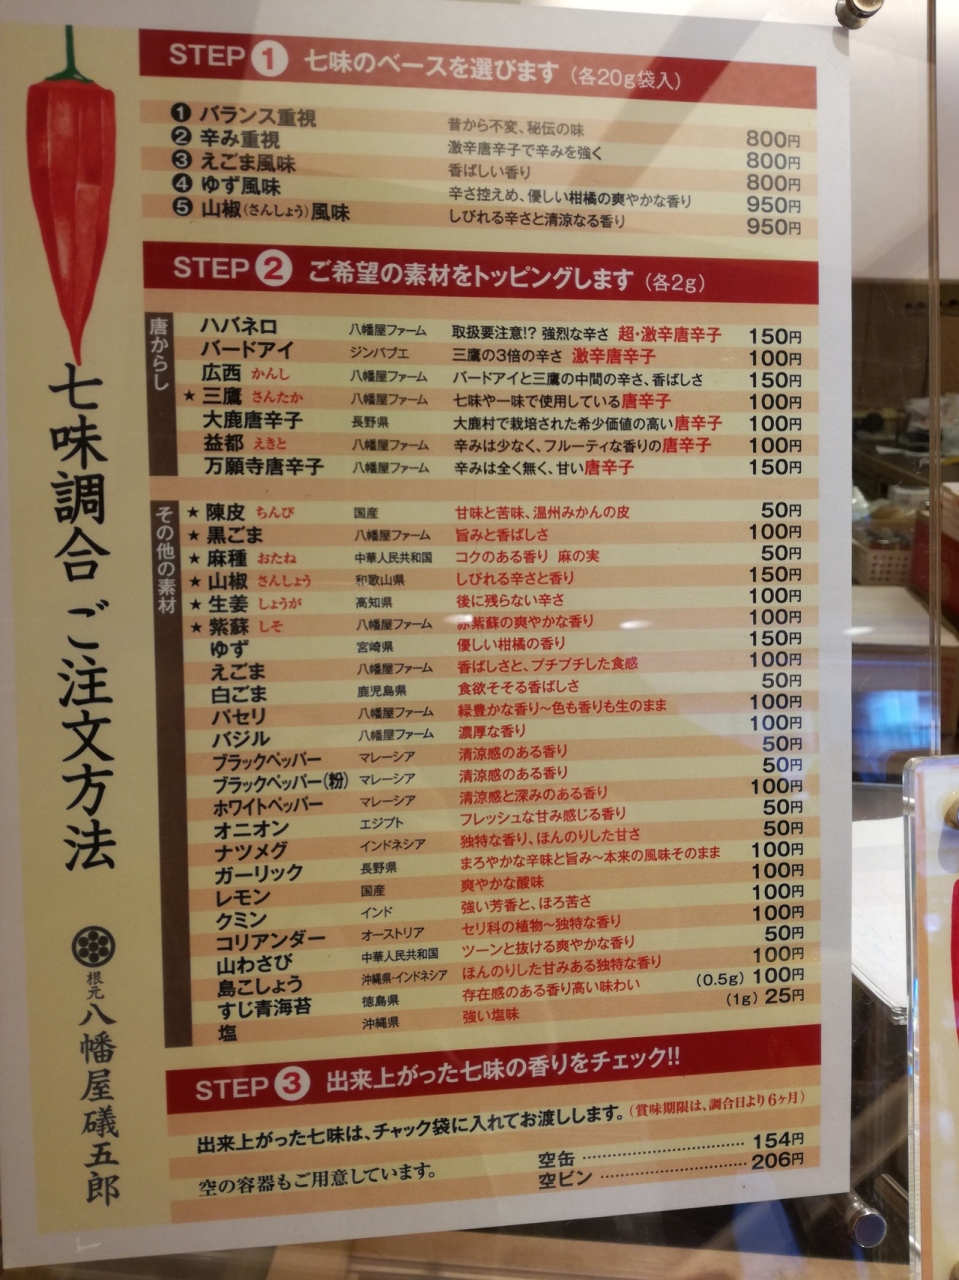 七味調合 ご注文方法
根元 八幡屋礒五郎
STEP 1 七味のベースを選びます（各20g袋入）
❶ バランス重視 昔から不変、秘伝の味 800円
❷ 辛み重視 激辛唐辛子で辛みを強く 800円
❸ えごま風味 香ばしい香り 800円
❹ ゆず風味 辛さ控えめ、優しい柑橘の爽やかな香り 950円
❺ 山椒（さんしょう）風味 しびれる辛さと清涼なる香り 950円
STEP 2 ご希望の素材をトッピングします（各2g）
唐からし
ハバネロ 八幡屋ファーム 取扱要注意!? 強烈な辛さ 超・激辛唐辛子 150円
バードアイ ジンバブエ 三鷹の3倍の辛さ 激辛唐辛子 100円
広西 かんし 八幡屋ファーム バードアイと三鷹の中間の辛さ、香ばしさ 150円
★ 三鷹 さんたか 八幡屋ファーム 七味や一味で使用している唐辛子 100円
大鹿唐辛子 長野県 大鹿村で栽培された希少価値の高い唐辛子 100円
益都 えきと 八幡屋ファーム 辛みは少なく、フルーティな香りの唐辛子 100円
万願寺唐辛子 八幡屋ファーム 辛みは全く無く、甘い唐辛子 150円
その他の素材
★ 陳皮 ちんぴ 国産 甘味と苦味、温州みかんの皮 50円
★ 黒ごま 八幡屋ファーム 旨みと香ばしさ 100円
★ 麻種 おたね 中華人民共和国 コクのある香り 麻の実 50円
★ 山椒 さんしょう 和歌山県 しびれる辛さと香り 150円
★ 生姜 しょうが 高知県 後に残らない辛さ 100円
★ 紫蘇 しそ 八幡屋ファーム 赤紫蘇の爽やかな香り 100円
ゆず 宮崎県 優しい柑橘の香り 150円
えごま 八幡屋ファーム 香ばしさと、プチプチした食感 100円
白ごま 鹿児島県 食欲そそる香ばしさ 50円
パセリ 八幡屋ファーム 緑豊かな香り～色も香りも生のまま 100円
バジル 八幡屋ファーム 濃厚な香り 100円
ブラックペッパー マレーシア 清涼感のある香り 50円
ブラックペッパー（粉） マレーシア 清涼感のある香り 50円
ホワイトペッパー マレーシア 清涼感と深みのある香り 100円
オニオン エジプト フレッシュな甘み感じる香り 50円
ナツメグ インドネシア 独特な香り、ほんのりした甘さ 50円
ガーリック 長野県 まろやかな辛味と旨み～本来の風味そのまま 100円
レモン 国産 爽やかな酸味 100円
クミン インド 強い芳香と、ほろ苦さ 100円
コリアンダー オーストリア セリ科の植物～独特な香り 50円
山わさび 中華人民共和国 ツーンと抜ける爽やかな香り 100円
島こしょう 沖縄県・インドネシア ほんのりした甘みある独特な香り （0.5g）100円
すじ青海苔 徳島県 存在感のある香り高い味わい （1g）25円
塩 沖縄県 強い塩味
STEP 3 出来上がった七味の香りをチェック!!
出来上がった七味は、チャック袋に入れてお渡しします。（賞味期限は、調合日より6ヶ月）
空の容器もご用意しています。
空缶 ………………… 154円
空ビン ………………… 206円